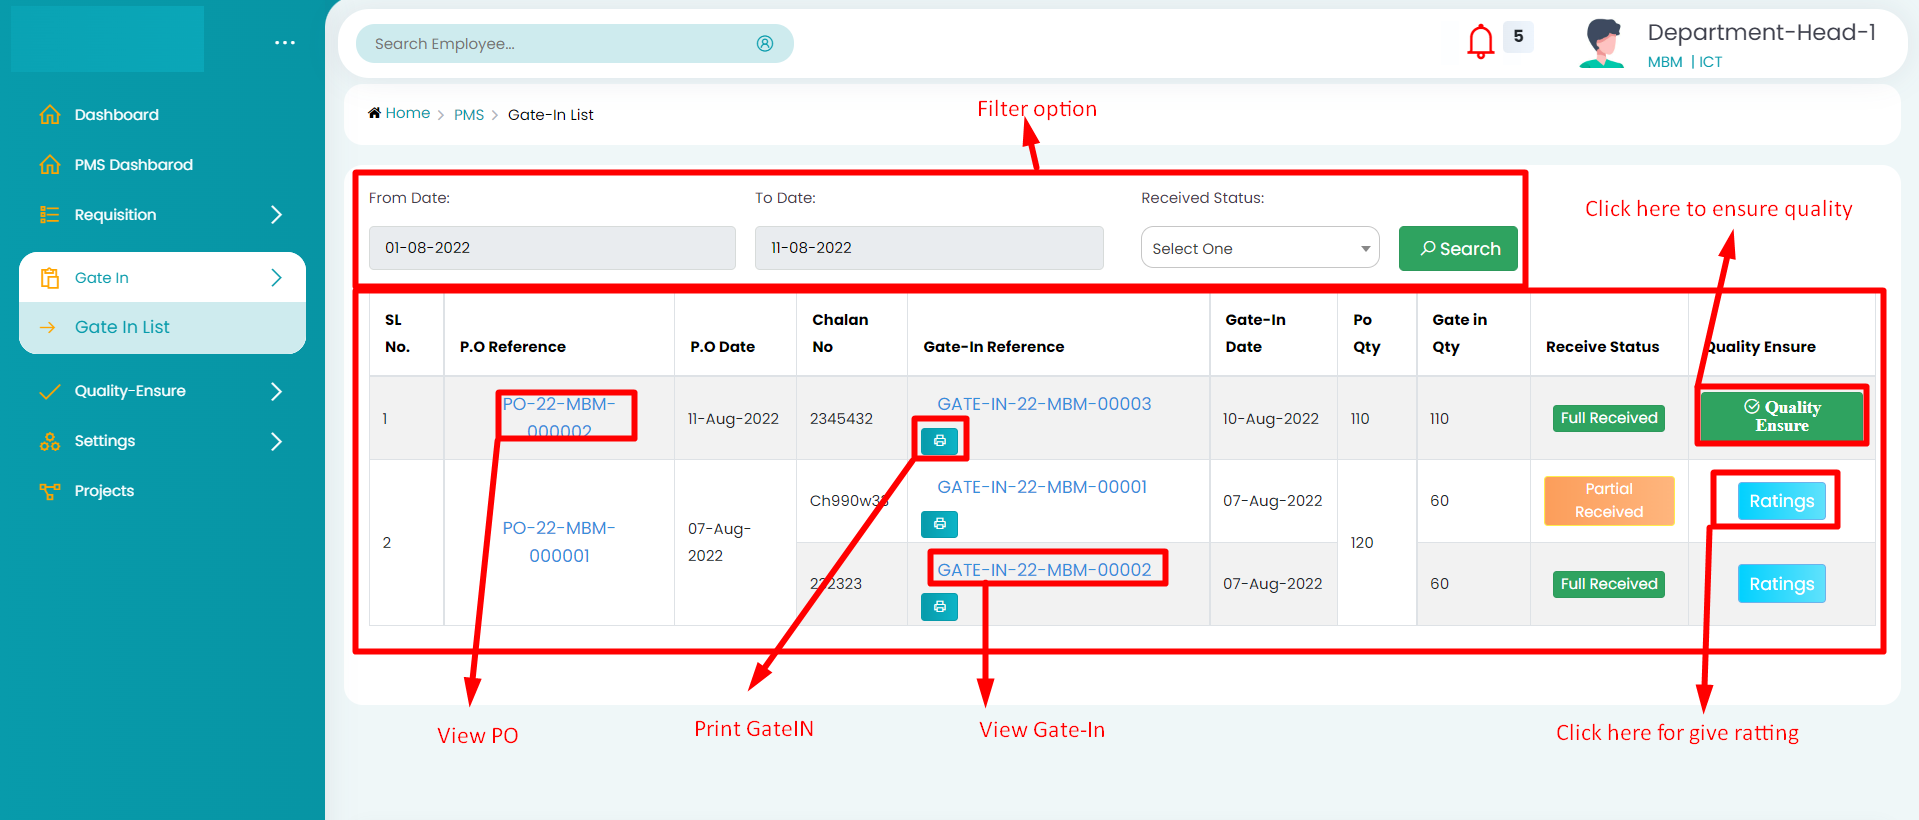 ...
Search Employee...
5
Department-Head-1
MBM | ICT
Dashboard
PMS Dashbarod
Requisition
Gate In
Gate In List
Quality-Ensure
Settings
Projects
Home > PMS > Gate-In List
Filter option
Click here to ensure quality
From Date:
To Date:
Received Status:
01-08-2022
11-08-2022
Select One
Search
SL
No.
P.O Reference
P.O Date
Chalan
No
Gate-In Reference
Gate-In
Date
Po
Qty
Gate in
Qty
Receive Status
Quality Ensure
1
PO-22-MBM-
000002
11-Aug-2022
2345432
GATE-IN-22-MBM-00003
10-Aug-2022
110
110
Full Received
Quality
Ensure
2
PO-22-MBM-
000001
07-Aug-
2022
GATE-IN-22-MBM-00001
07-Aug-2022
120
60
Partial
Received
Ratings
GATE-IN-22-MBM-00002
07-Aug-2022
60
Full Received
Ratings
View PO
Print GateIN
View Gate-In
Click here for give ratting